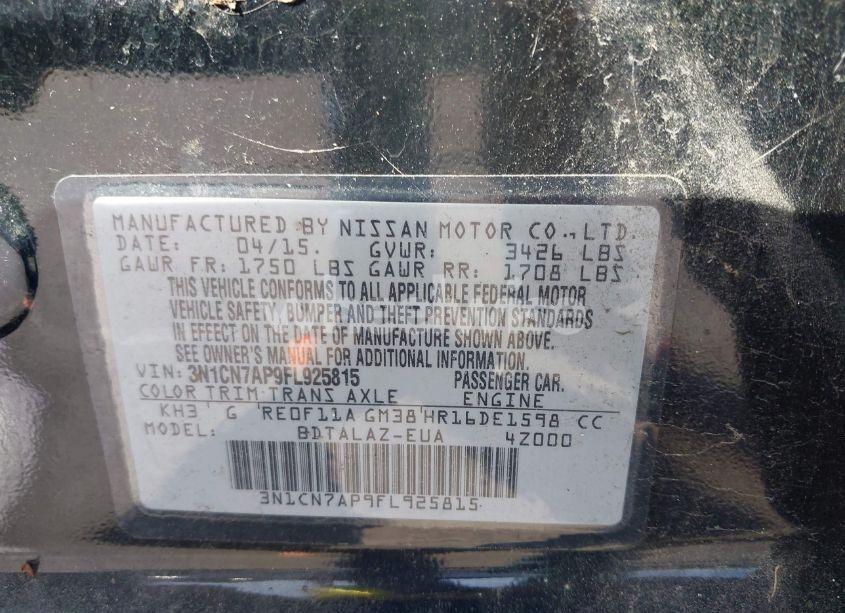 MANUFACTURED BY NISSAN MOTOR CO., LTD.
DATE: 04/15. GVWR: 3426 LBS
GAWR FR: 1750 LBS GAWR RR: 1708 LBS
THIS VEHICLE CONFORMS TO ALL APPLICABLE FEDERAL MOTOR
VEHICLE SAFETY, BUMPER AND THEFT PREVENTION STANDARDS
IN EFFECT ON THE DATE OF MANUFACTURE SHOWN ABOVE.
SEE OWNER'S MANUAL FOR ADDITIONAL INFORMATION.
VIN: 3N1CN7AP9FL925815 PASSENGER CAR.
COLOR TRIM TRANS AXLE ENGINE
KH3 G RE0F11A GM38 HR16DE1598 CC
MODEL: BDTALAZ-EUA 4Z000
3N1CN7AP9FL925815